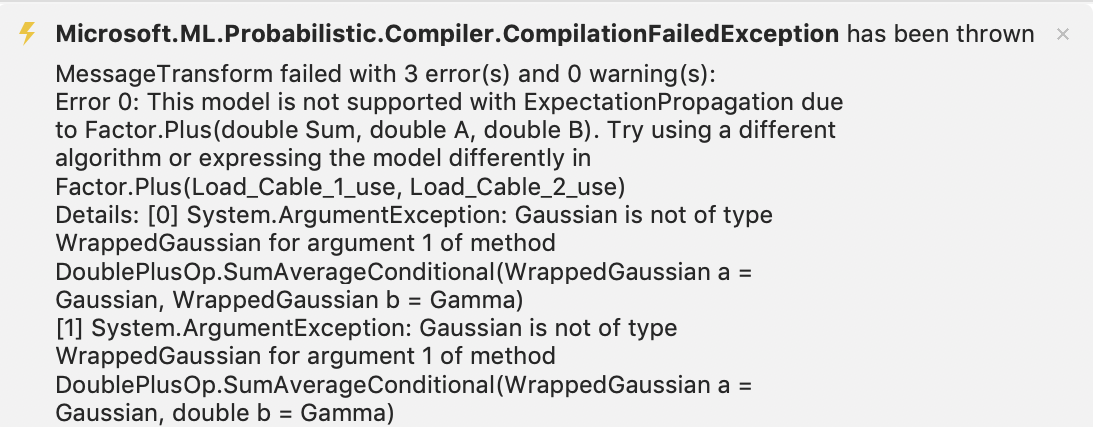 Microsoft.ML.Probabilistic.Compiler.CompilationFailedException has been thrown
MessageTransform failed with 3 error(s) and 0 warning(s):
Error 0: This model is not supported with ExpectationPropagation due
to Factor.Plus(double Sum, double A, double B). Try using a different
algorithm or expressing the model differently in
Factor.Plus(Load_Cable_1_use, Load_Cable_2_use)
Details: [0] System.ArgumentException: Gaussian is not of type
WrappedGaussian for argument 1 of method
DoublePlusOp.SumAverageConditional(WrappedGaussian a =
Gaussian, WrappedGaussian b = Gamma)
[1] System.ArgumentException: Gaussian is not of type
WrappedGaussian for argument 1 of method
DoublePlusOp.SumAverageConditional(WrappedGaussian a =
Gaussian, double b = Gamma)